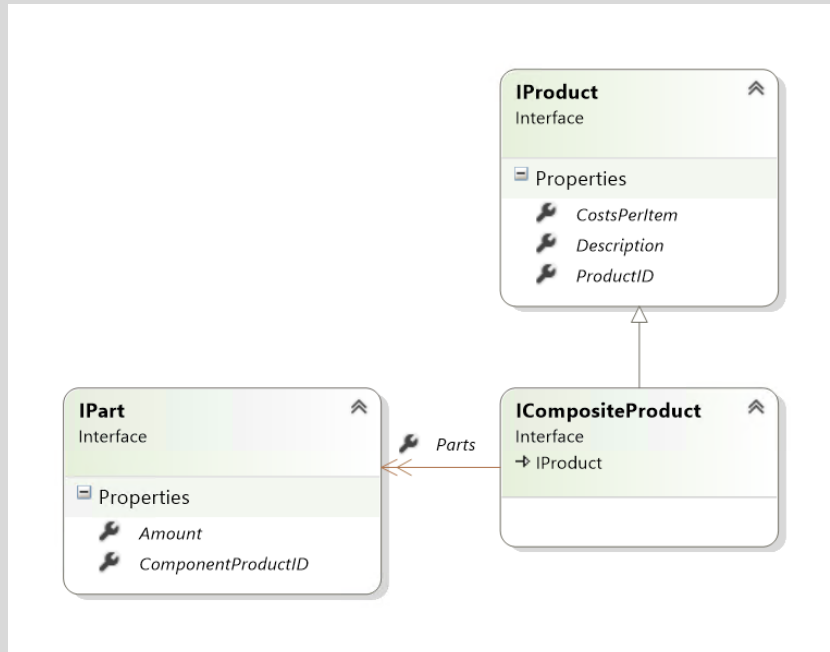 IProduct
Interface
Properties
CostsPerItem
Description
ProductID
IPart
Interface
Properties
Amount
ComponentProductID
Parts
ICompositeProduct
Interface
IProduct